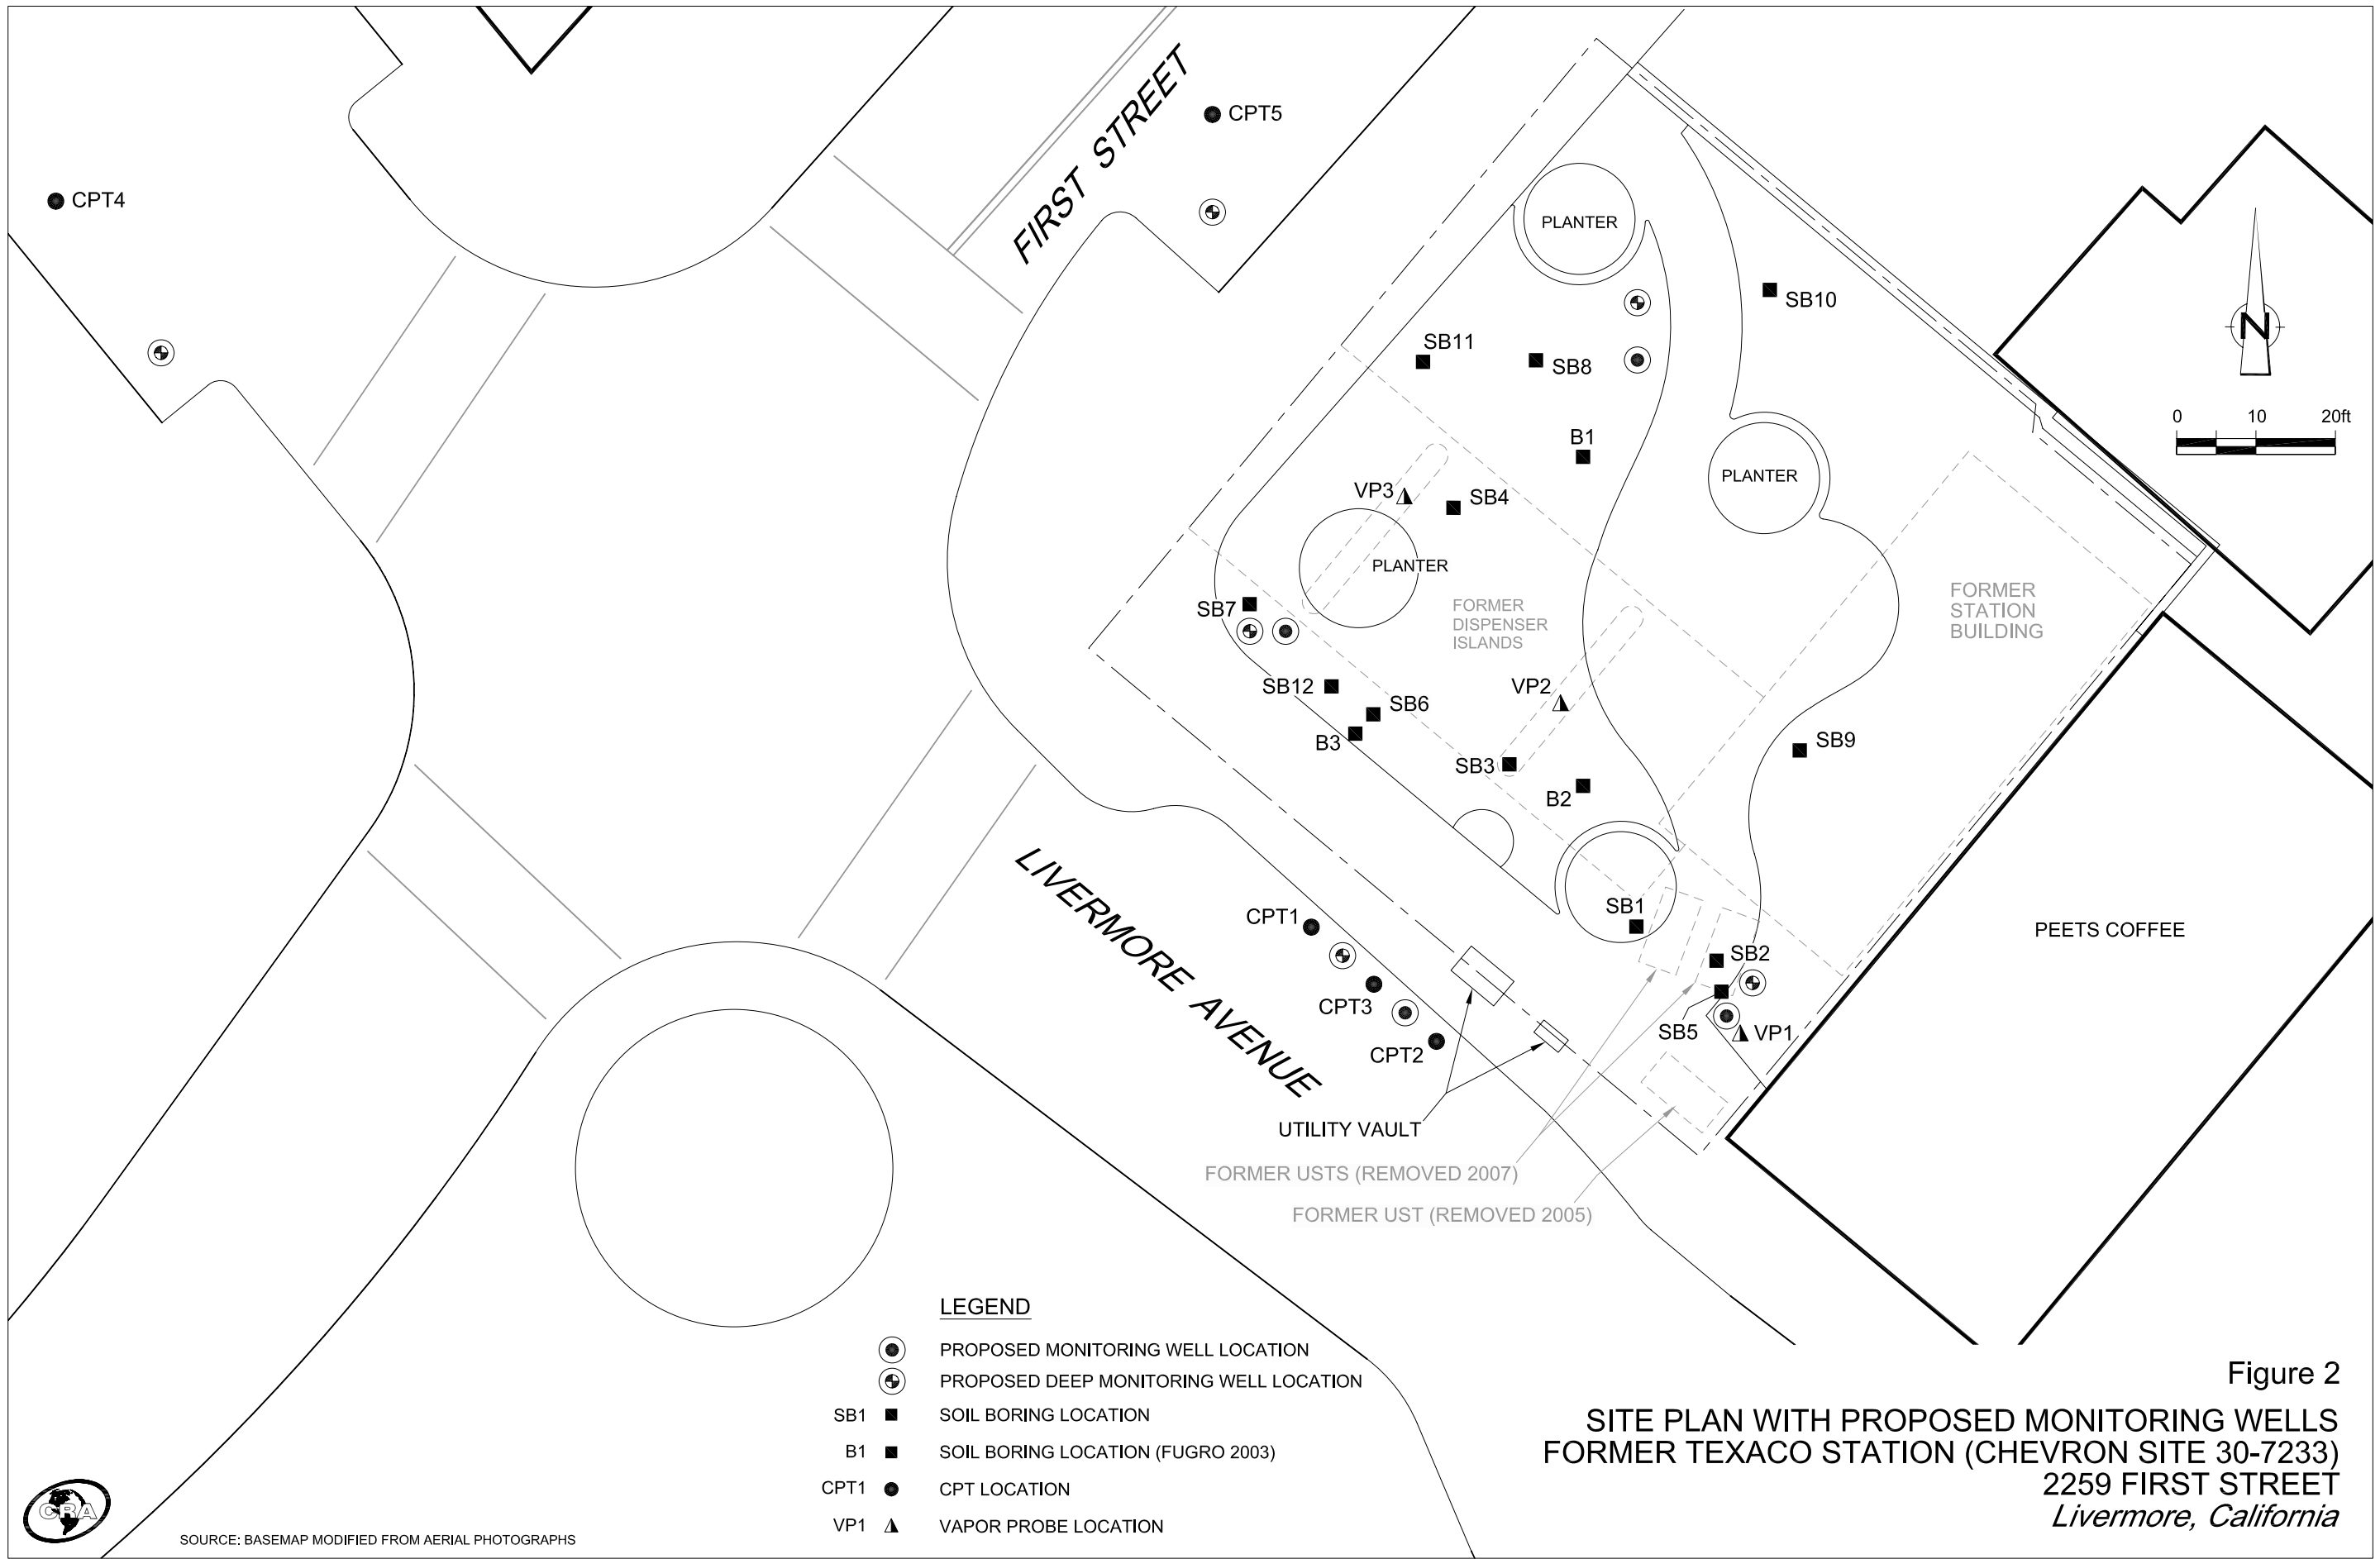 FIRST STREET
CPT5
CPT4
PLANTER
SB10
N
SB11
SB8
0 10 20ft
B1
VP3
SB4
PLANTER
PLANTER
FORMER
STATION
BUILDING
FORMER
DISPENSER
ISLANDS
SB7
SB12
SB6
VP2
B3
SB9
SB3
B2
LIVERMORE AVENUE
CPT1
SB1
PEETS COFFEE
SB2
CPT3
SB5
VP1
CPT2
UTILITY VAULT
FORMER USTS (REMOVED 2007)
FORMER UST (REMOVED 2005)
LEGEND
PROPOSED MONITORING WELL LOCATION
PROPOSED DEEP MONITORING WELL LOCATION
SB1 SOIL BORING LOCATION
B1 SOIL BORING LOCATION (FUGRO 2003)
CPT1 CPT LOCATION
VP1 VAPOR PROBE LOCATION
Figure 2
SITE PLAN WITH PROPOSED MONITORING WELLS
FORMER TEXACO STATION (CHEVRON SITE 30-7233)
2259 FIRST STREET
Livermore, California
CRA
SOURCE: BASEMAP MODIFIED FROM AERIAL PHOTOGRAPHS